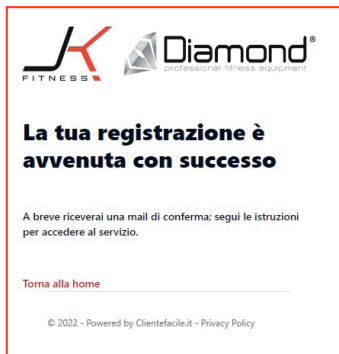 JK
FITNESS
Diamond®
professional fitness equipment
La tua registrazione è
avvenuta con successo
A breve riceverai una mail di conferma; segui le istruzioni
per accedere al servizio.
Torna alla home
© 2022 - Powered by Clientefacile.it - Privacy Policy